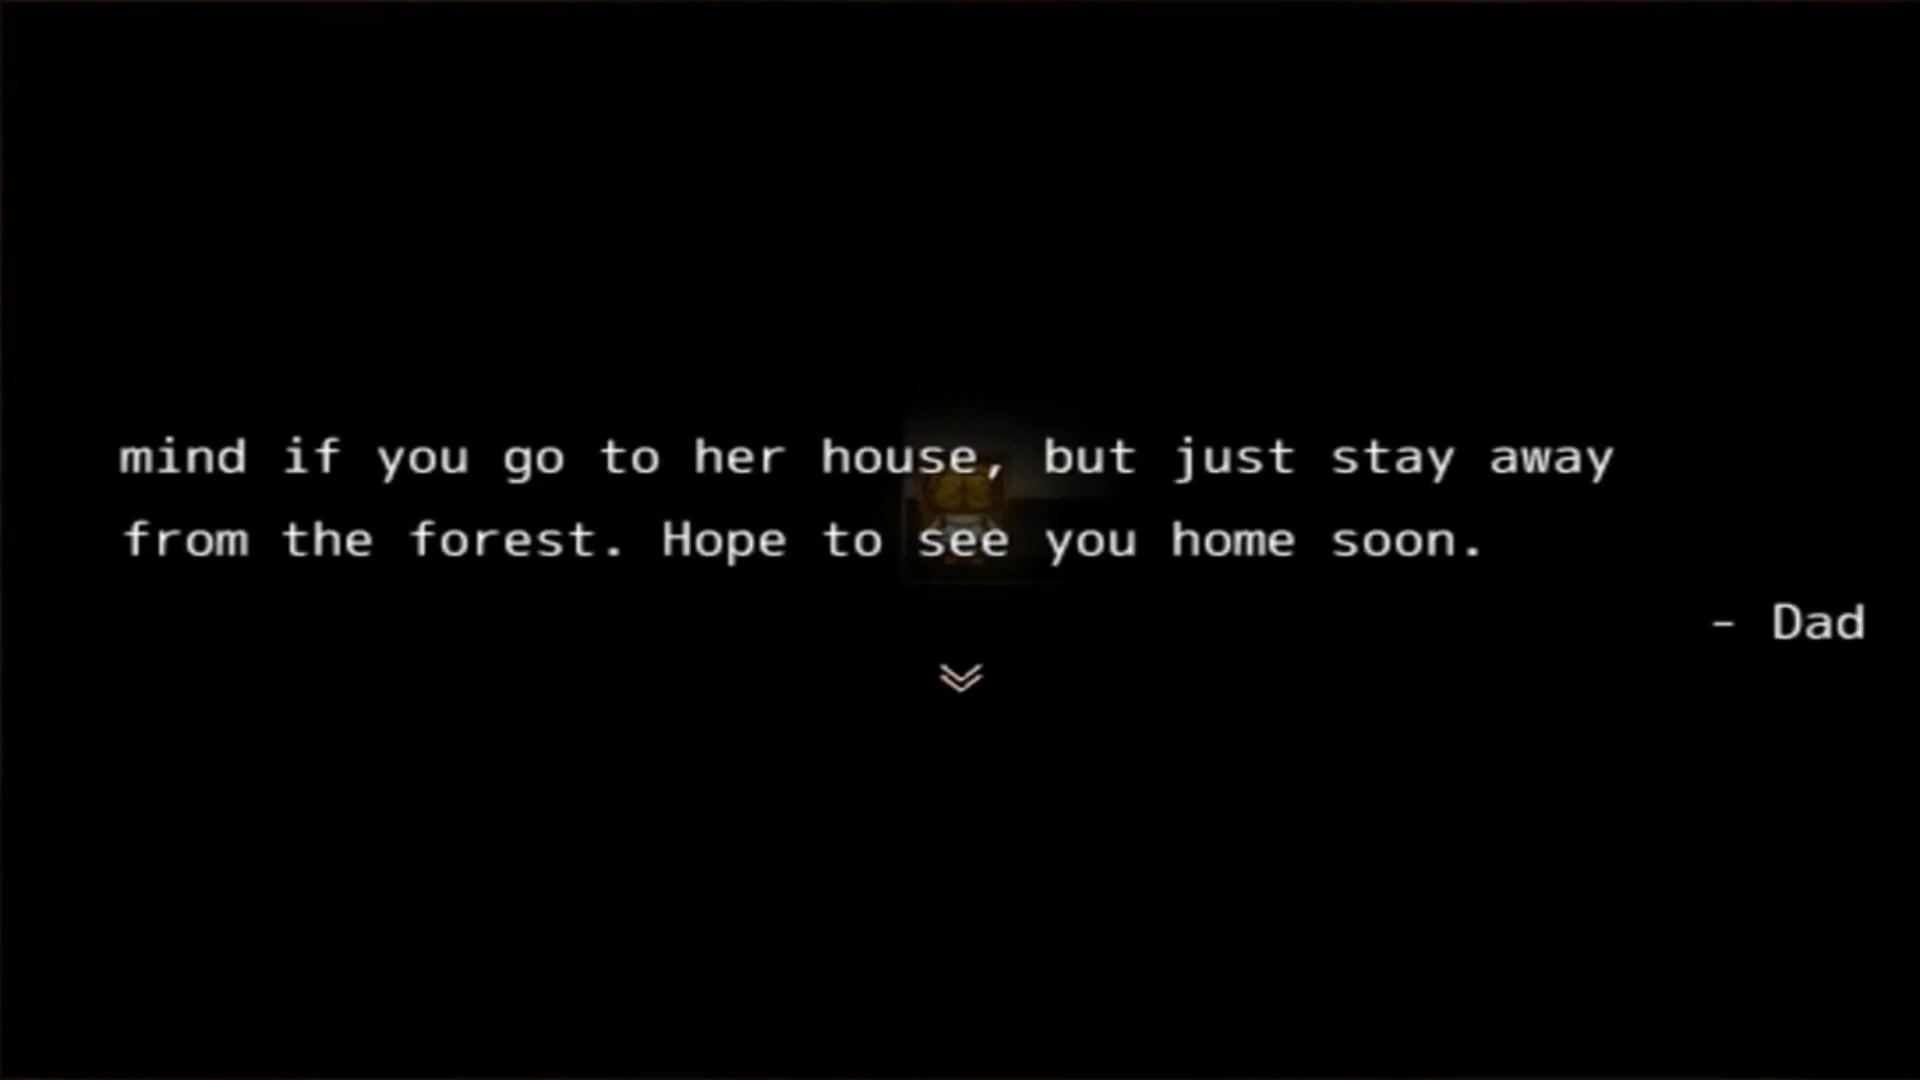 mind if you go to her house, but just stay away
from the forest. Hope to see you home soon.
- Dad